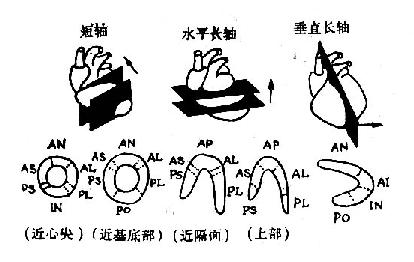 短轴 水平长轴 垂直长轴
AN AN AP AP AN
AS AL AL AS AS AL
PS PL PL PS PL AI
IN PO PL PS PO IN
(近心尖) (近基底部) (近隔面) (上部)